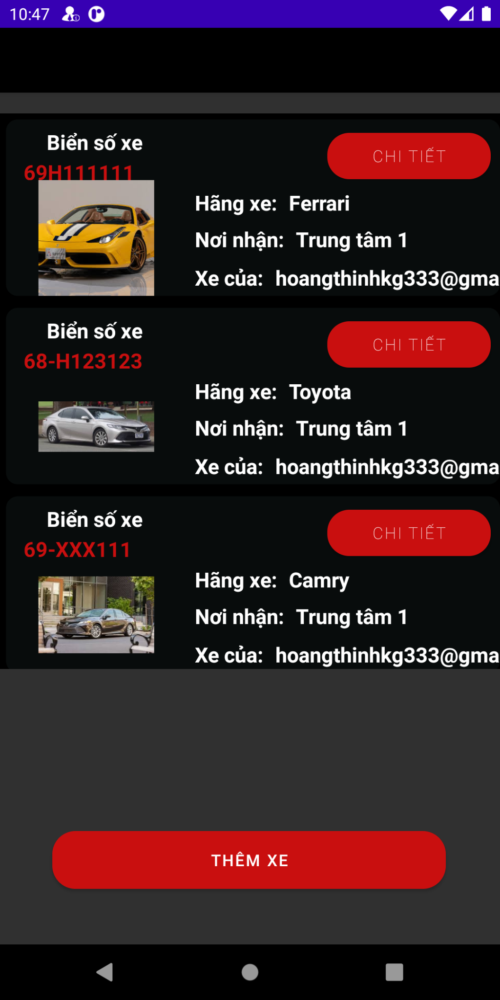 10:47
Biển số xe
CHI TIẾT
69H111111
Hãng xe: Ferrari
Nơi nhận: Trung tâm 1
Xe của: hoangthinhkg333@gma
Biển số xe
CHI TIẾT
68-H123123
Hãng xe: Toyota
Nơi nhận: Trung tâm 1
Xe của: hoangthinhkg333@gma
Biển số xe
CHI TIẾT
69-XXX111
Hãng xe: Camry
Nơi nhận: Trung tâm 1
Xe của: hoangthinhkg333@gma
THÊM XE